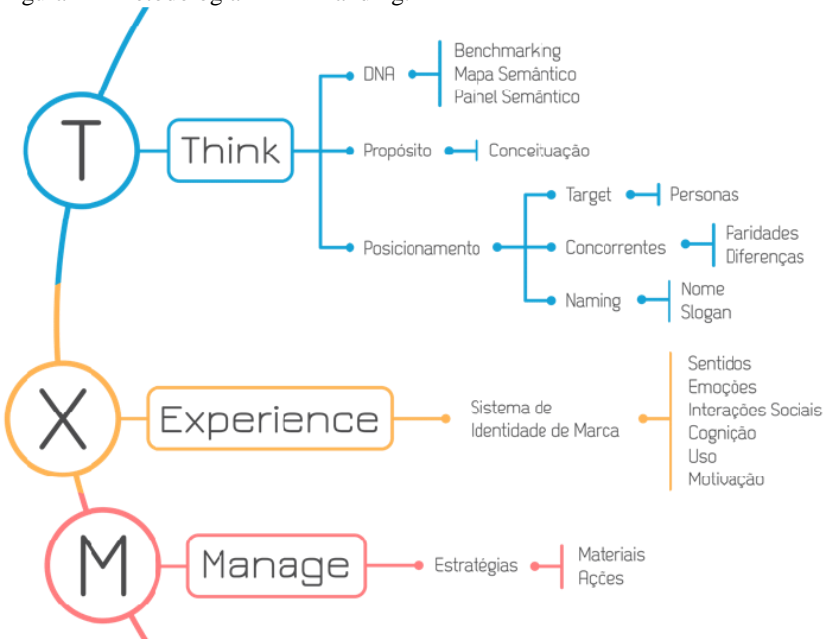 T
Think
DNA
Benchmarking
Mapa Semântico
Painel Semântico
Propósito
Conceituação
Posicionamento
Target
Personas
Concorrentes
Faridades
Diferenças
Naming
Nome
Slogan
X
Experience
Sistema de
Identidade de Marca
Sentidos
Emoções
Interações Sociais
Cognição
Uso
Motivação
M
Manage
Estratégias
Materiais
Ações